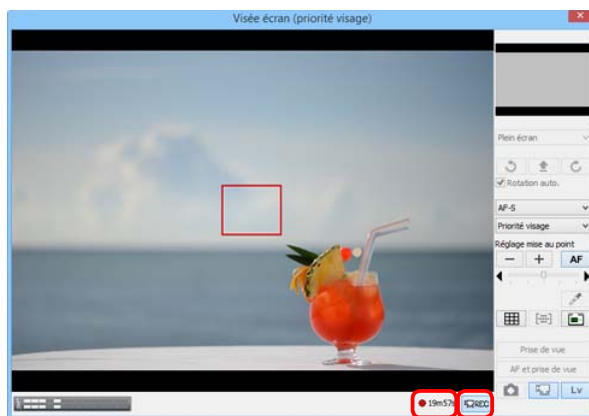 Visée écran (priorité visage)
Plein écran
Rotation auto.
AF-S
Priorité visage
Réglage mise au point
AF
Prise de vue
AF et prise de vue
19m57s
REC
Lv